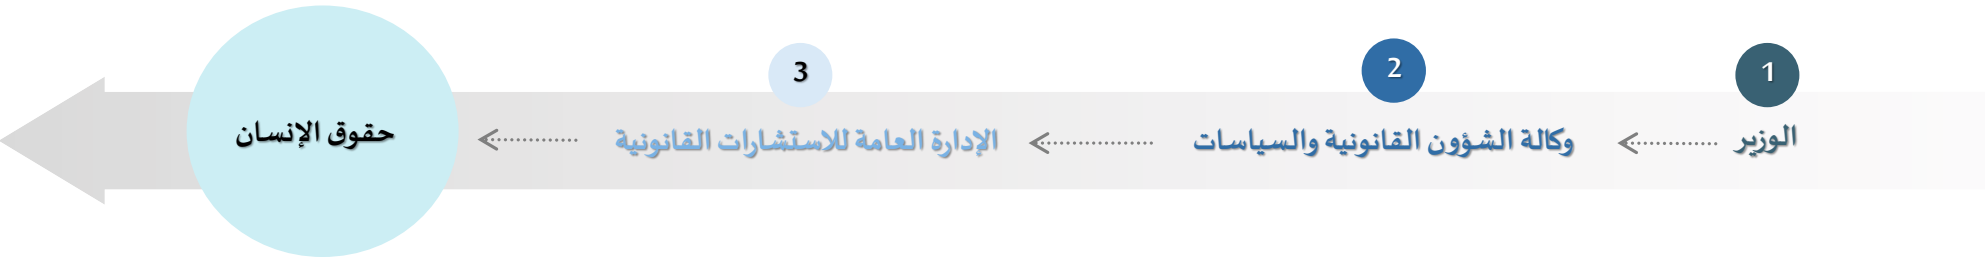 1
الوزير
2
وكالة الشؤون القانونية والسياسات
3
الإدارة العامة للاستشارات القانونية
حقوق الإنسان